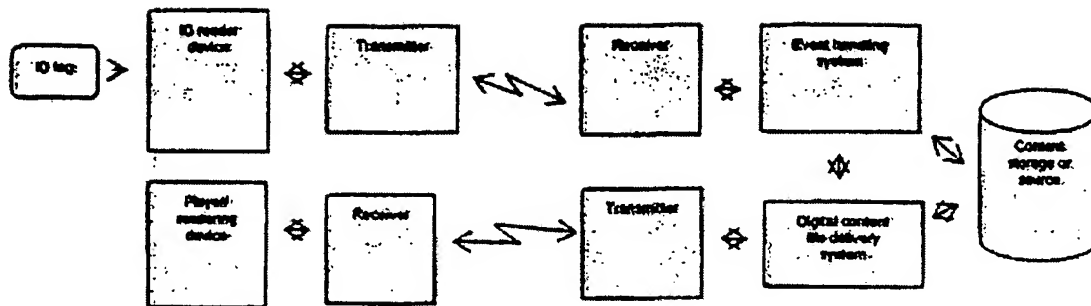 ID tag
ID reader
device
Transmitter
Receiver
Event handling
system
Content
storage or
source
Player/
rendering
device
Receiver
Transmitter
Digital content
file delivery
system